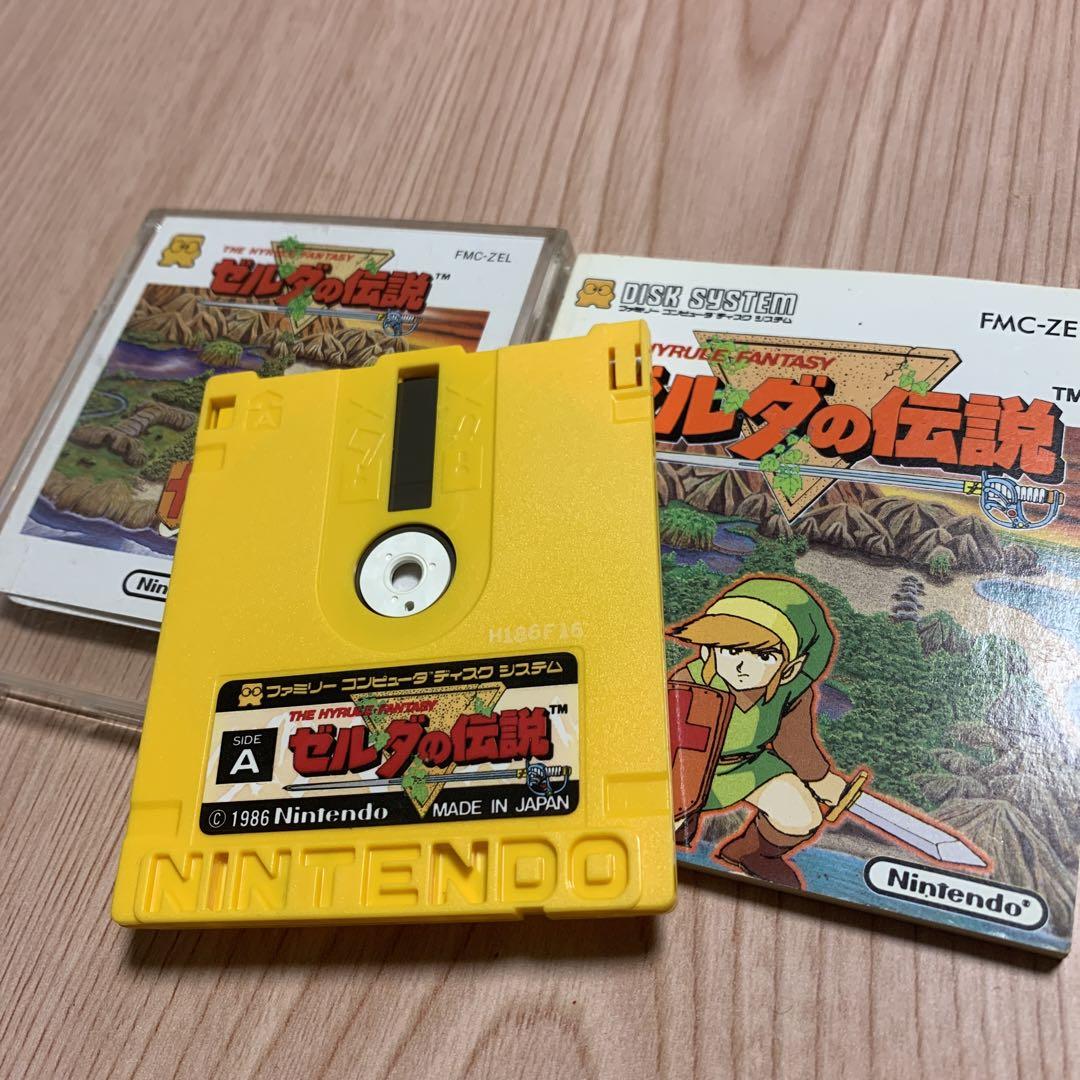 THE HYRULE FANTASY
FMC-ZEL
ゼルダの伝説™
Nin
DISK SYSTEM
ファミリー コンピュータ ディスク システム
FMC-ZE
HYRULE FANTASY
ゼルダの伝説
TM
Nintendo®
H186F16
ファミリー コンピュータ ディスク システム
THE HYRULE FANTASY
SIDE
A
ゼルダの伝説™
© 1986 Nintendo
MADE IN JAPAN
NINTENDO